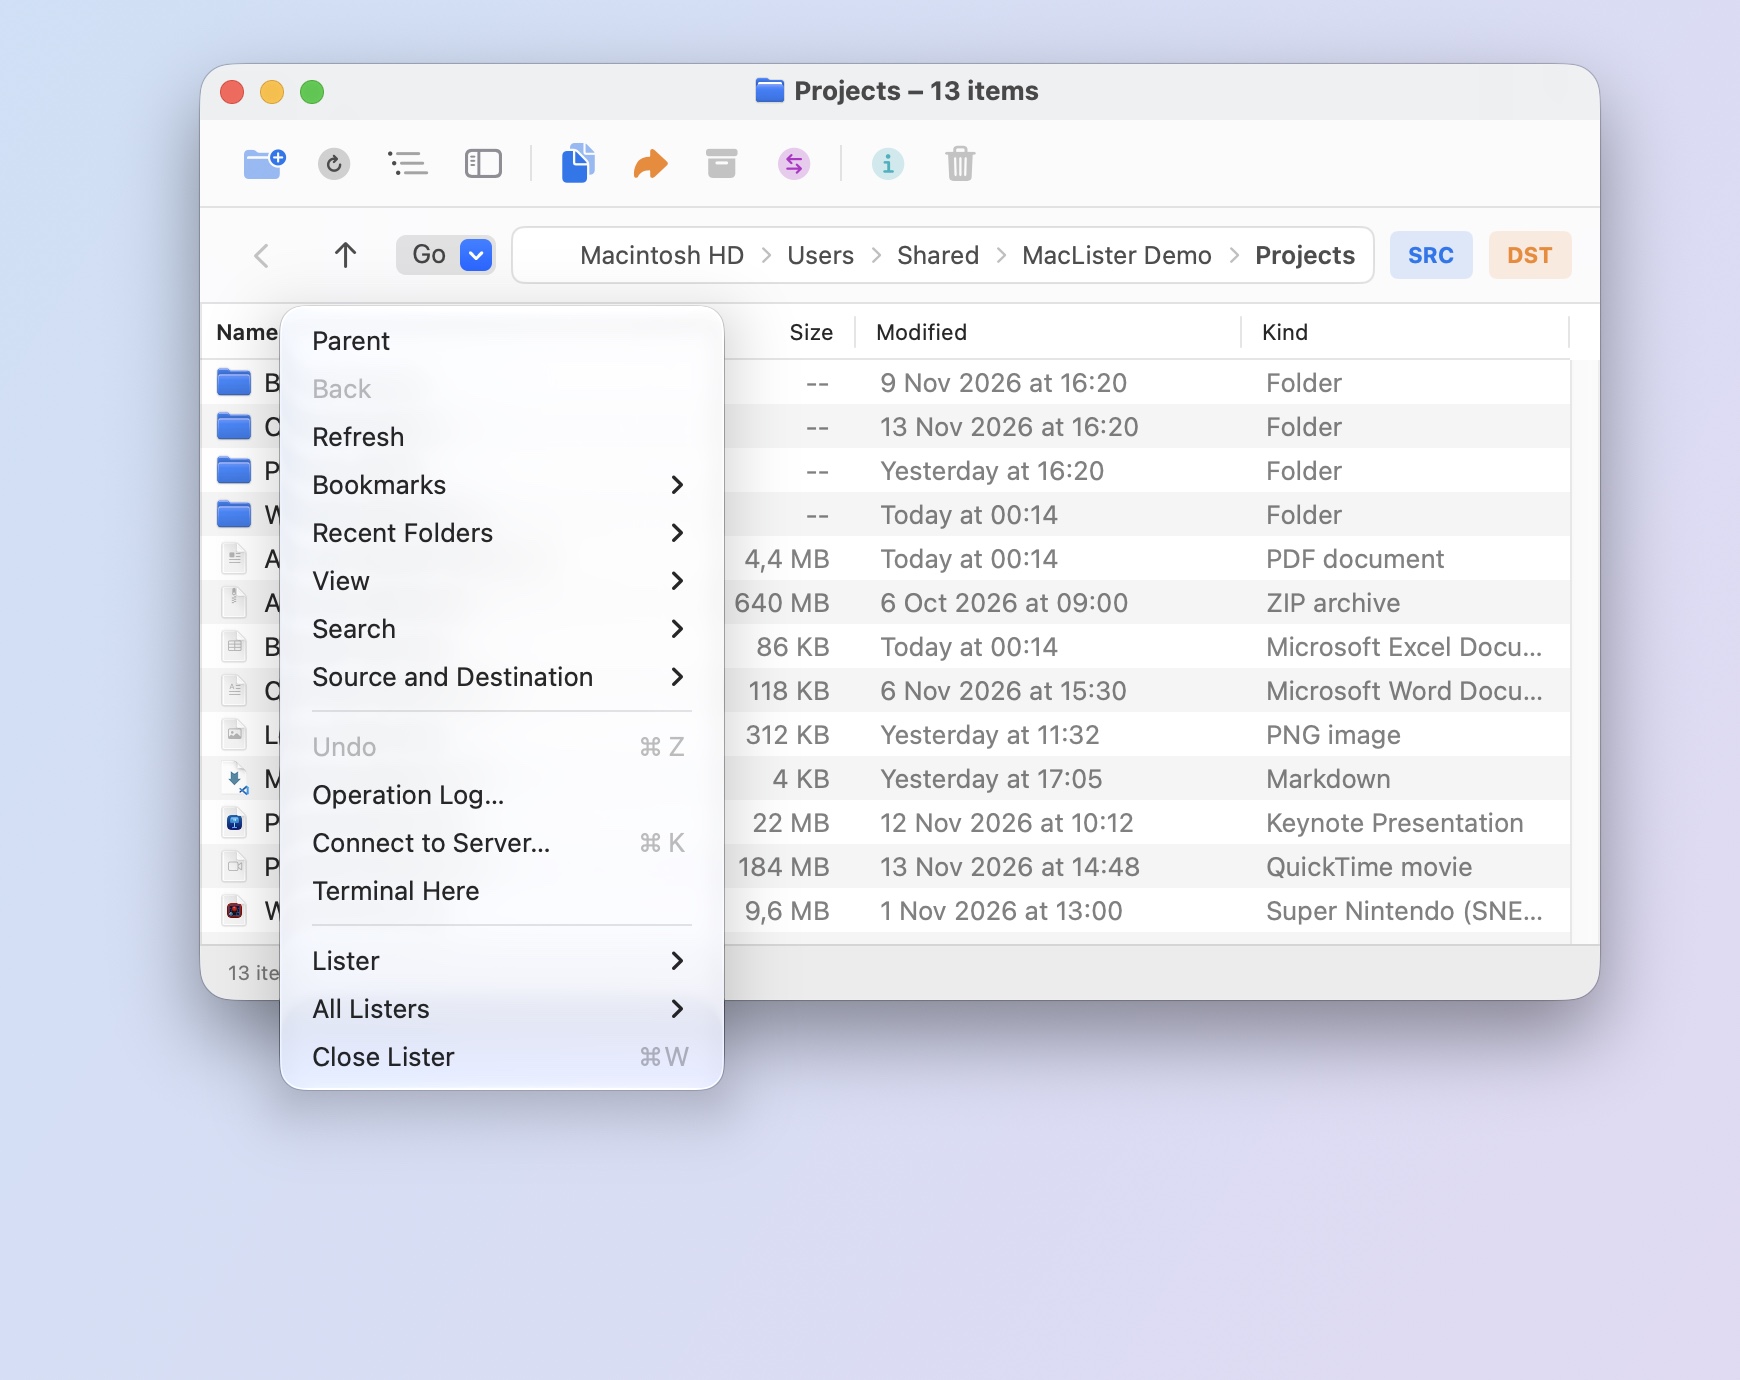 Projects – 13 items
Go
Macintosh HD > Users > Shared > MacLister Demo > Projects
SRC
DST
Name Size Modified Kind
-- 9 Nov 2026 at 16:20 Folder
-- 13 Nov 2026 at 16:20 Folder
-- Yesterday at 16:20 Folder
-- Today at 00:14 Folder
4,4 MB Today at 00:14 PDF document
640 MB 6 Oct 2026 at 09:00 ZIP archive
86 KB Today at 00:14 Microsoft Excel Docu...
118 KB 6 Nov 2026 at 15:30 Microsoft Word Docu...
312 KB Yesterday at 11:32 PNG image
4 KB Yesterday at 17:05 Markdown
22 MB 12 Nov 2026 at 10:12 Keynote Presentation
184 MB 13 Nov 2026 at 14:48 QuickTime movie
9,6 MB 1 Nov 2026 at 13:00 Super Nintendo (SNE...
13 ite
Parent
Back
Refresh
Bookmarks
Recent Folders
View
Search
Source and Destination
Undo ⌘ Z
Operation Log...
Connect to Server... ⌘ K
Terminal Here
Lister
All Listers
Close Lister ⌘W